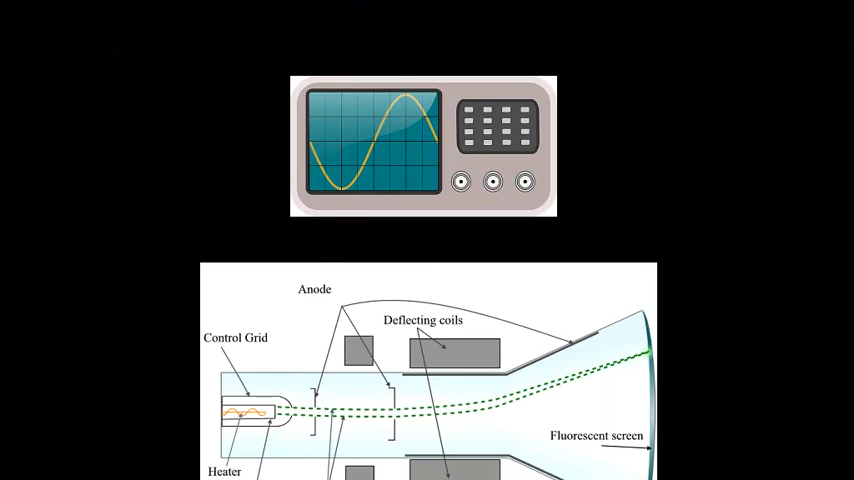 Anode
Deflecting coils
Control Grid
Fluorescent screen
Heater